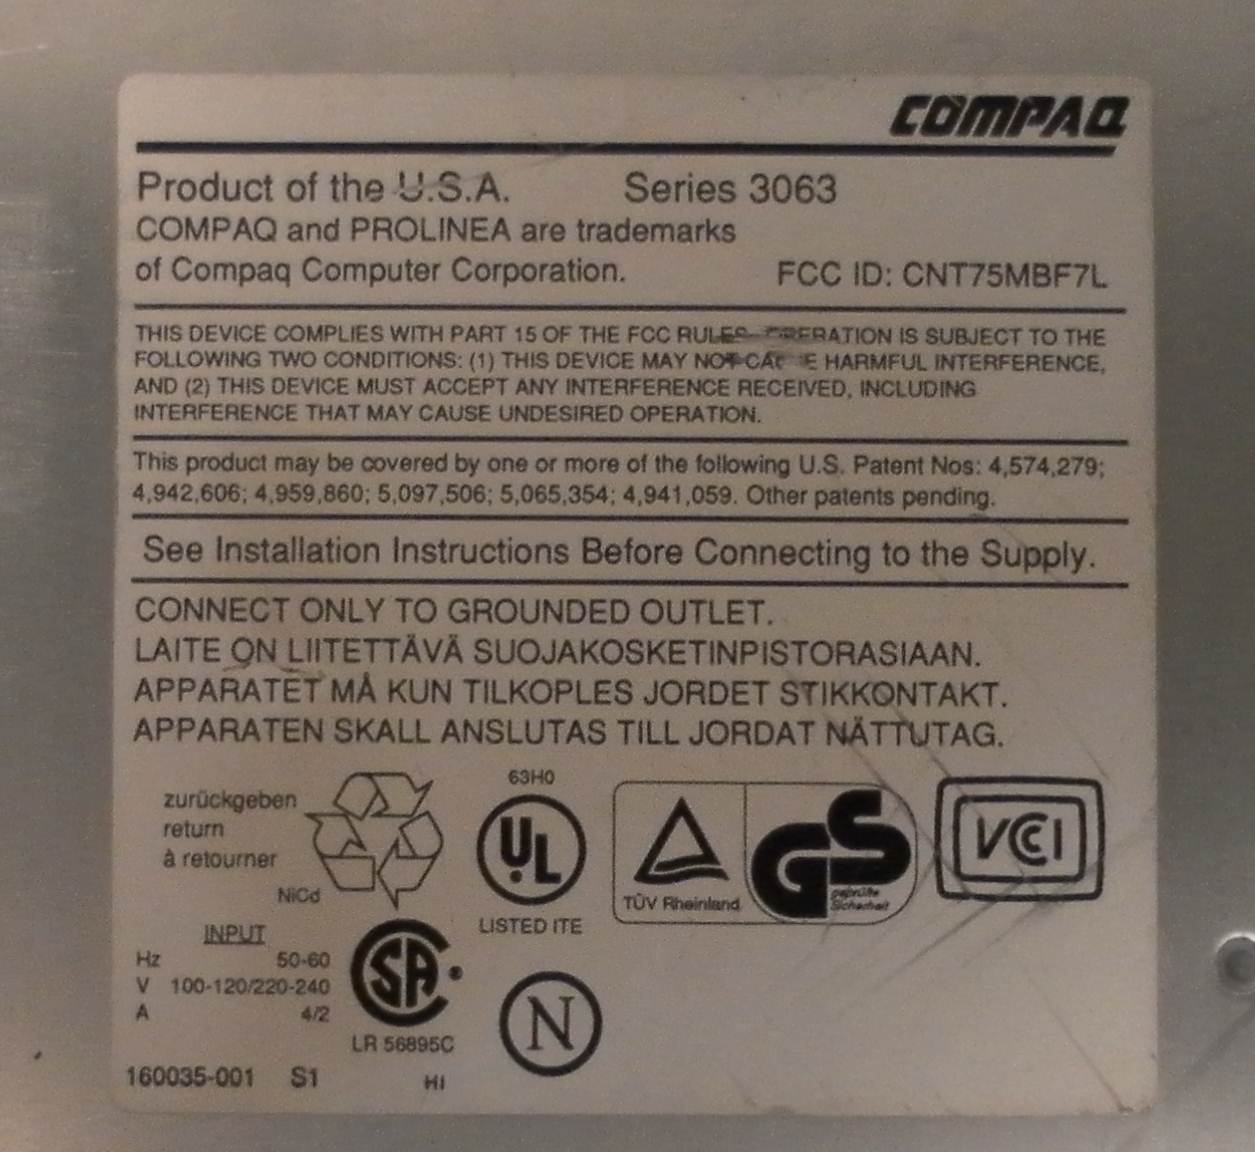 COMPAQ
Product of the U.S.A. Series 3063
COMPAQ and PROLINEA are trademarks
of Compaq Computer Corporation. FCC ID: CNT75MBF7L
THIS DEVICE COMPLIES WITH PART 15 OF THE FCC RULES OPERATION IS SUBJECT TO THE
FOLLOWING TWO CONDITIONS: (1) THIS DEVICE MAY NOT CAUSE HARMFUL INTERFERENCE,
AND (2) THIS DEVICE MUST ACCEPT ANY INTERFERENCE RECEIVED, INCLUDING
INTERFERENCE THAT MAY CAUSE UNDESIRED OPERATION.
This product may be covered by one or more of the following U.S. Patent Nos: 4,574,279;
4,942,606; 4,959,860; 5,097,506; 5,065,354; 4,941,059. Other patents pending.
See Installation Instructions Before Connecting to the Supply.
CONNECT ONLY TO GROUNDED OUTLET.
LAITE ON LIITETTÄVÄ SUOJAKOSKETINPISTORASIAAN.
APPARATET MÅ KUN TILKOPLES JORDET STIKKONTAKT.
APPARATEN SKALL ANSLUTAS TILL JORDAT NÄTTUTAG.
zurückgeben
return
à retourner
NiCd
63H0
UL
LISTED ITE
TÜV Rheinland
GS
geprüfte
Sicherheit
VCCI
INPUT
Hz 50-60
V 100-120/220-240
A 4/2
SA
LR 56895C
N
160035-001 S1 HI